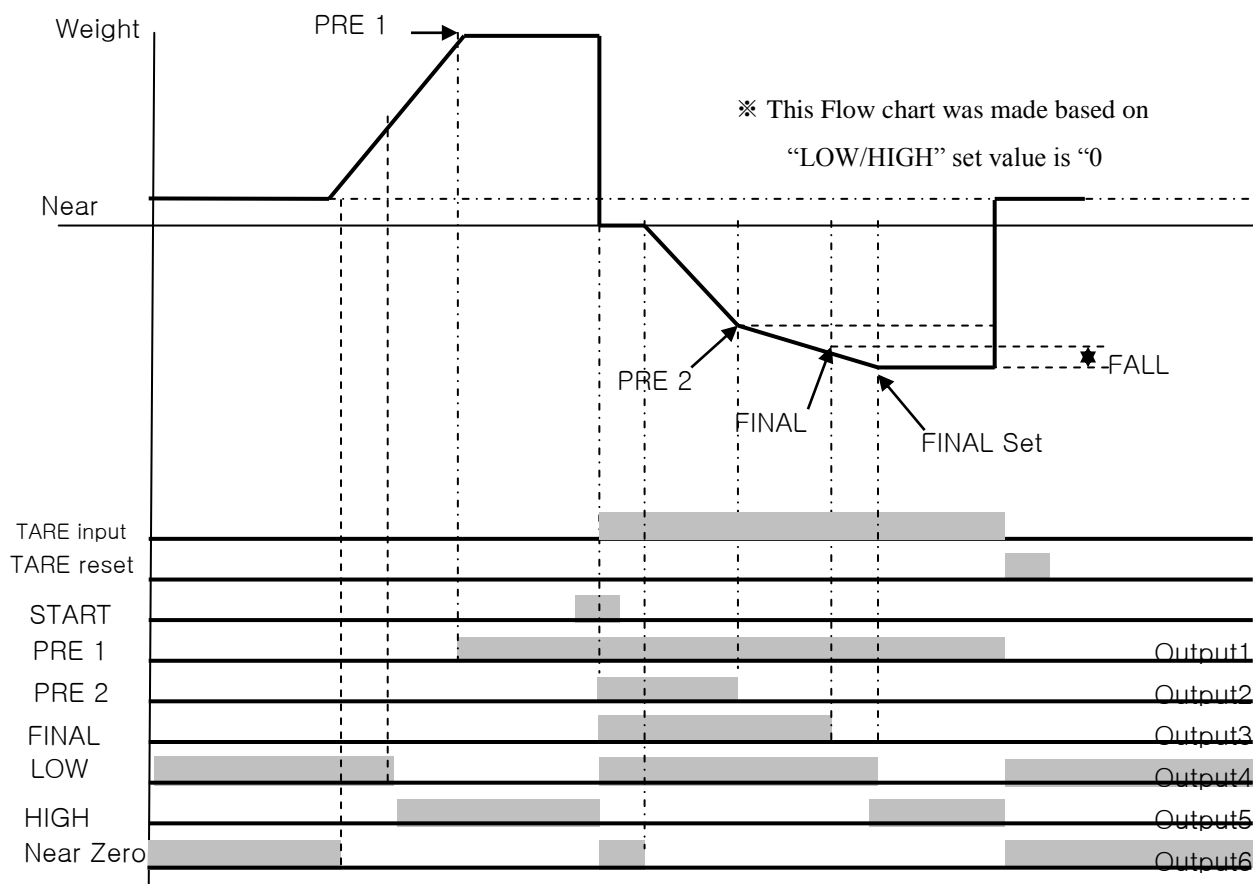 Weight
PRE 1
※ This Flow chart was made based on
“LOW/HIGH” set value is “0
Near
PRE 2
FINAL
FINAL Set
FALL
TARE input
TARE reset
START
PRE 1 Output1
PRE 2 Output2
FINAL Output3
LOW Output4
HIGH Output5
Near Zero Output6